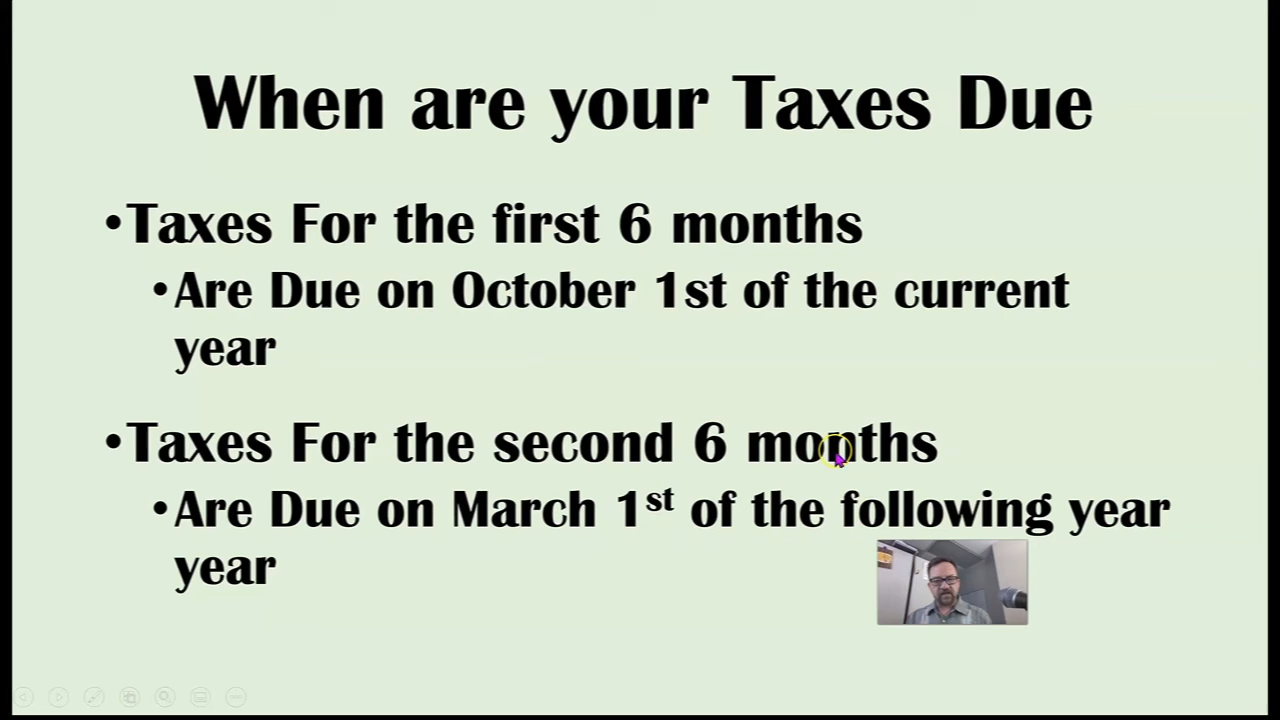 When are your Taxes Due
•Taxes For the first 6 months
•Are Due on October 1st of the current
year
•Taxes For the second 6 months
•Are Due on March 1st of the following year
year